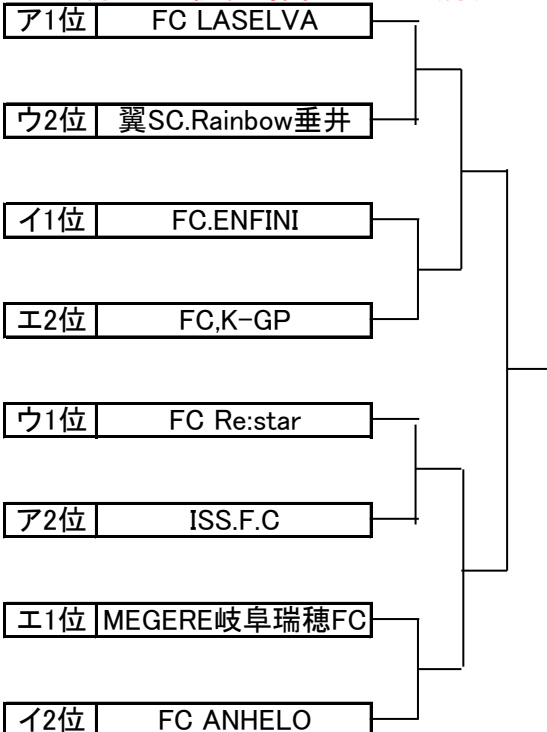 ア1位 FC LASELVA
ウ2位 翼SC.Rainbow垂井
イ1位 FC.ENFINI
エ2位 FC,K-GP
ウ1位 FC Re:star
ア2位 ISS.F.C
エ1位 MEGERE岐阜瑞穂FC
イ2位 FC ANHELO